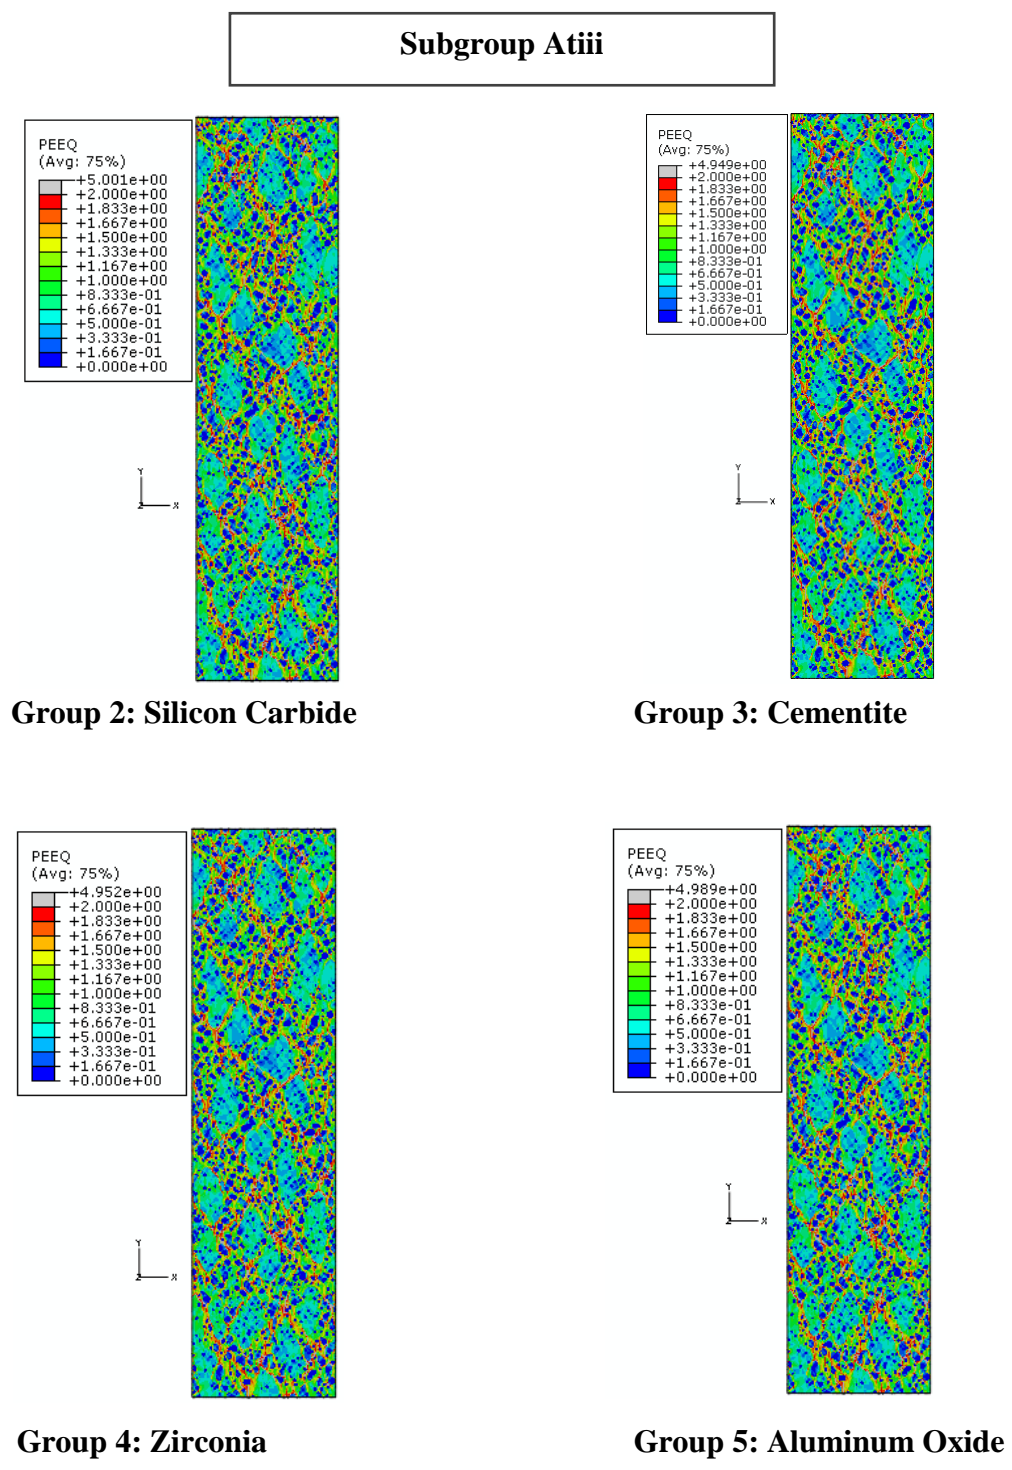 Subgroup Atiii
PEEQ
(Avg: 75%)
+5.001e+00
+2.000e+00
+1.833e+00
+1.667e+00
+1.500e+00
+1.333e+00
+1.167e+00
+1.000e+00
+8.333e-01
+6.667e-01
+5.000e-01
+3.333e-01
+1.667e-01
+0.000e+00
Y
Z X
Group 2: Silicon Carbide
PEEQ
(Avg: 75%)
+4.949e+00
+2.000e+00
+1.833e+00
+1.667e+00
+1.500e+00
+1.333e+00
+1.167e+00
+1.000e+00
+8.333e-01
+6.667e-01
+5.000e-01
+3.333e-01
+1.667e-01
+0.000e+00
Y
Z X
Group 3: Cementite
PEEQ
(Avg: 75%)
+4.952e+00
+2.000e+00
+1.833e+00
+1.667e+00
+1.500e+00
+1.333e+00
+1.167e+00
+1.000e+00
+8.333e-01
+6.667e-01
+5.000e-01
+3.333e-01
+1.667e-01
+0.000e+00
Y
Z X
Group 4: Zirconia
PEEQ
(Avg: 75%)
+4.989e+00
+2.000e+00
+1.833e+00
+1.667e+00
+1.500e+00
+1.333e+00
+1.167e+00
+1.000e+00
+8.333e-01
+6.667e-01
+5.000e-01
+3.333e-01
+1.667e-01
+0.000e+00
Y
Z X
Group 5: Aluminum Oxide